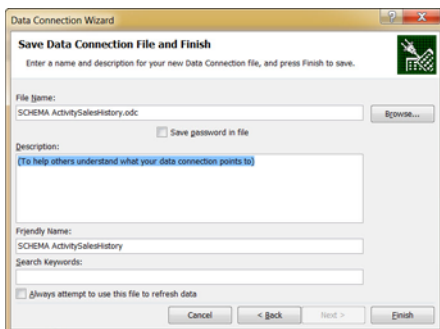 Data Connection Wizard
Save Data Connection File and Finish
Enter a name and description for your new Data Connection file, and press Finish to save.
File Name:
SCHEMA ActivitySalesHistory.odc
Browse...
Save password in file
Description:
(To help others understand what your data connection points to)
Friendly Name:
SCHEMA ActivitySalesHistory
Search Keywords:
Always attempt to use this file to refresh data
Cancel
< Back
Next >
Finish